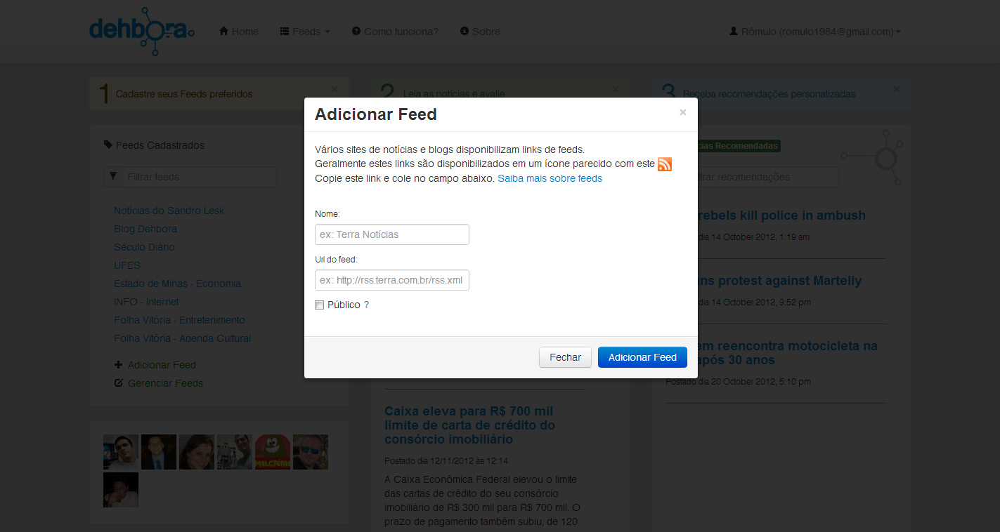 dehbora.
Home
Feeds
Como funciona?
Sobre
Rômulo (romulo1984@gmail.com)
1 Cadastre seus Feeds preferidos ×
2 Leia as notícias e avalie ×
3 Receba recomendações personalizadas ×
Feeds Cadastrados
Filtrar feeds
Notícias do Sandro Lesk
Blog Dehbora
Século Diário
UFES
Estado de Minas - Economia
INFO - Internet
Folha Vitória - Entretenimento
Folha Vitória - Agenda Cultural
Adicionar Feed
Gerenciar Feeds
MALCTÉRIA
Adicionar Feed ×
Vários sites de notícias e blogs disponibilizam links de feeds.
Geralmente estes links são disponibilizados em um ícone parecido com este
Copie este link e cole no campo abaixo. Saiba mais sobre feeds
Nome:
ex: Terra Notícias
Url do feed:
ex: http://rss.terra.com.br/rss.xml
Público ?
Fechar
Adicionar Feed
Caixa eleva para R$ 700 mil
limite de carta de crédito do
consórcio imobiliário
Postado dia 12/11/2012 às 12:14
A Caixa Econômica Federal elevou o limite
das cartas de crédito do seu consórcio
imobiliário de R$ 300 mil para R$ 700 mil. O
prazo de pagamento também subiu, de 120
cias Recomendadas
trar recomendações
rebels kill police in ambush
dia 14 October 2012, 1:19 am
ans protest against Martelly
dia 14 October 2012, 9:52 pm
em reencontra motocicleta na
após 30 anos
Postado dia 20 October 2012, 5:10 pm